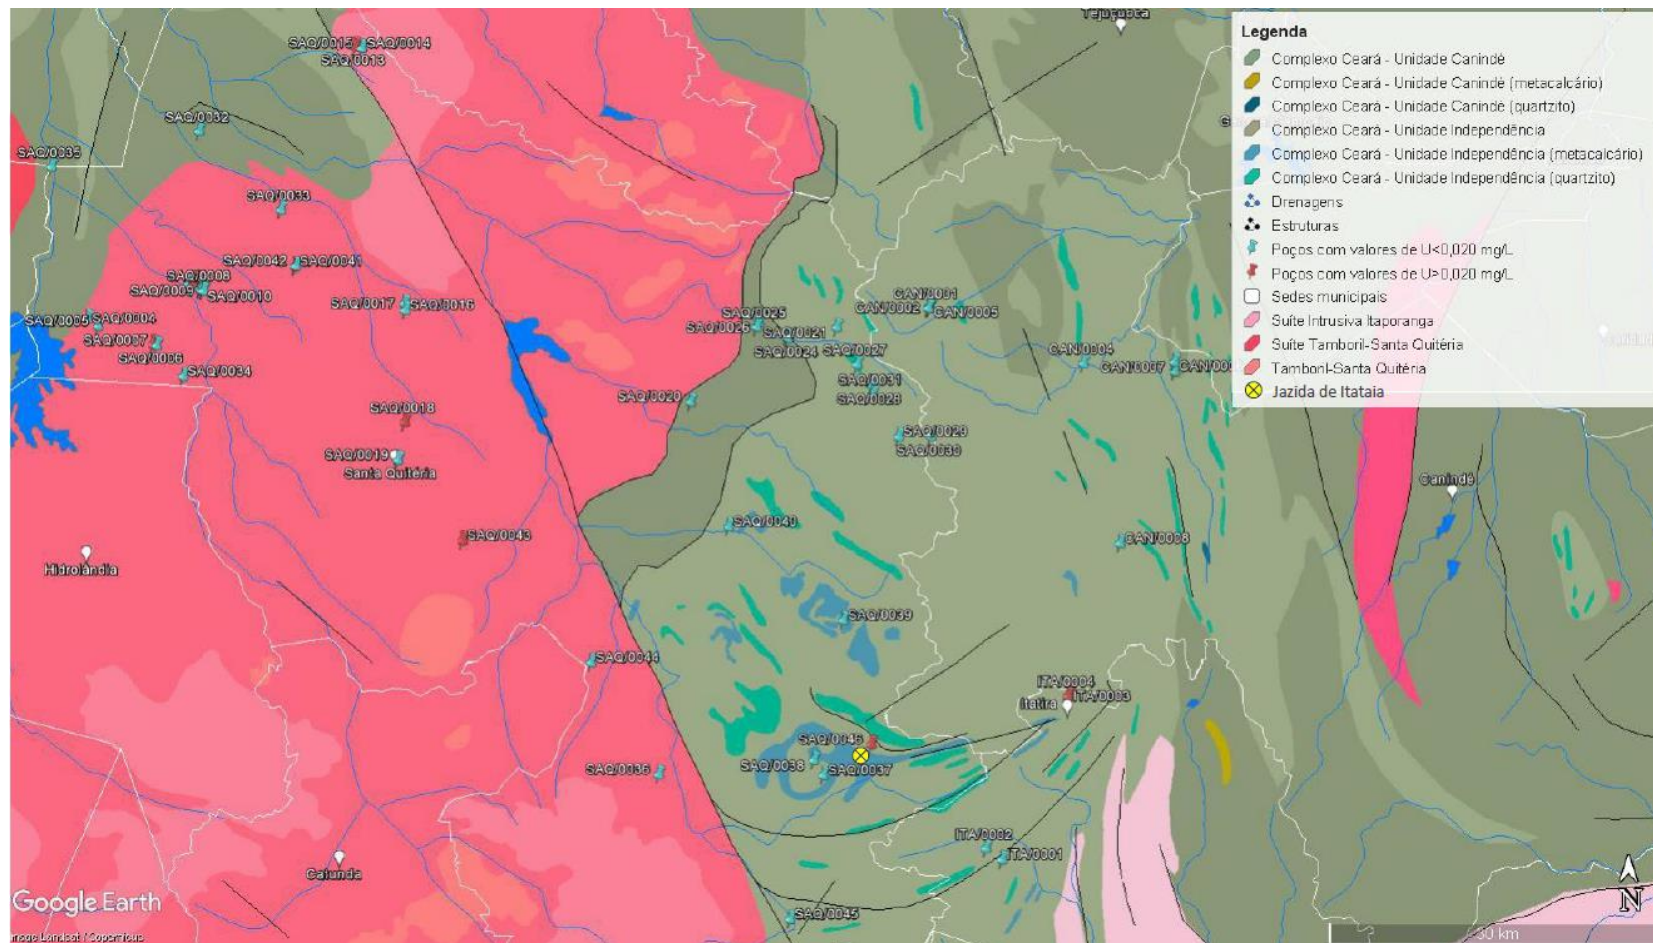 Tejuçuoca
Legenda
Complexo Ceará - Unidade Canindé
Complexo Ceará - Unidade Canindé (metacalcário)
Complexo Ceará - Unidade Canindé (quartzito)
Complexo Ceará - Unidade Independência
Complexo Ceará - Unidade Independência (metacalcário)
Complexo Ceará - Unidade Independência (quartzito)
Drenagens
Estruturas
Poços com valores de U<0,020 mg/L
Poços com valores de U>0,020 mg/L
Sedes municipais
Suíte Intrusiva Itaporanga
Suíte Tamboril-Santa Quitéria
Tamboril-Santa Quitéria
Jazida de Itataia
SAQ/0015 SAQ/0014
SAQ/0013
SAQ/0032
SAQ/0035
SAQ/0033
SAQ/0042 SAQ/0041
SAQ/0008
SAQ/0009 SAQ/0010
SAQ/0017 SAQ/0016
SAQ/0005 SAQ/0004
SAQ/0007
SAQ/0006
SAQ/0034
SAQ/0018
SAQ/0019
Santa Quitéria
SAQ/0043
Hidrolândia
CAN/0001
CAN/0002 CAN/0005
SAQ/0025
SAQ/0026 SAQ/0021
SAQ/0024 SAQ/0027
CAN/0004
CAN/0007
SAQ/0031
SAQ/0028
SAQ/0020
SAQ/0029
SAQ/0030
Canindé
SAQ/0040
CAN/0008
SAQ/0039
SAQ/0044
ITA/0004
ITA/0003
Itatira
SAQ/0046
SAQ/0038 SAQ/0037
SAQ/0036
ITA/0002
ITA/0001
Catunda
SAQ/0045
Google Earth
Image Landsat / Copernicus
N
30 km